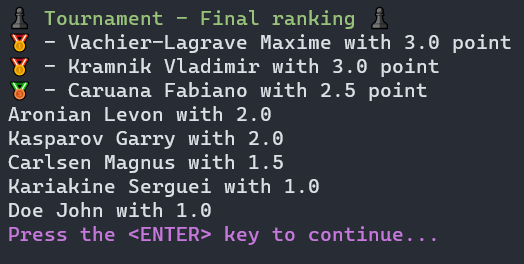 ♟ Tournament - Final ranking ♟
🥇 - Vachier-Lagrave Maxime with 3.0 point
🥇 - Kramnik Vladimir with 3.0 point
🥉 - Caruana Fabiano with 2.5 point
Aronian Levon with 2.0
Kasparov Garry with 2.0
Carlsen Magnus with 1.5
Kariakine Serguei with 1.0
Doe John with 1.0
Press the <ENTER> key to continue...